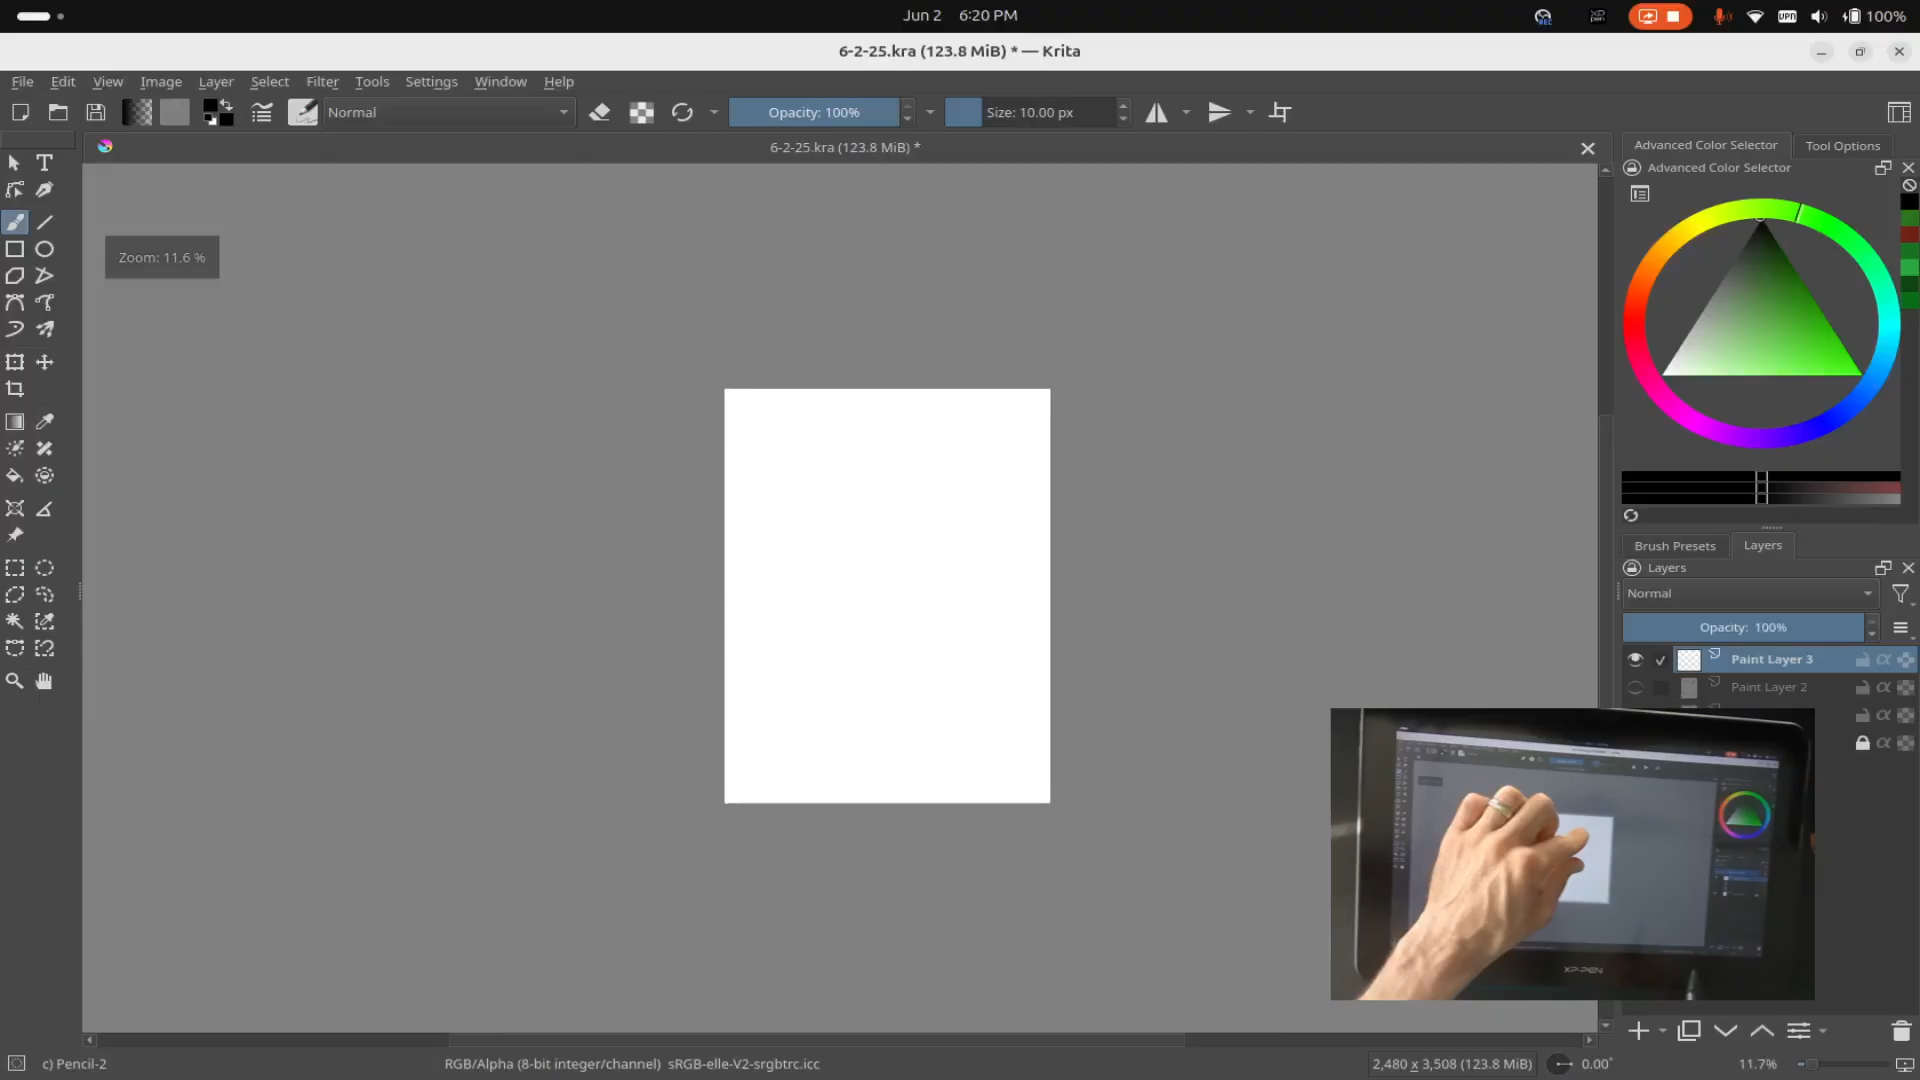 Jun 2 6:20 PM
REC
XP pen
VPN
100%
6-2-25.kra (123.8 MiB) * — Krita
File Edit View Image Layer Select Filter Tools Settings Window Help
Normal
Opacity: 100%
Size: 10.00 px
6-2-25.kra (123.8 MiB) *
Advanced Color Selector
Tool Options
Advanced Color Selector
Zoom: 11.6 %
Brush Presets
Layers
Layers
Normal
Opacity: 100%
Paint Layer 3
Paint Layer 2
XP-PEN
c) Pencil-2
RGB/Alpha (8-bit integer/channel) sRGB-elle-V2-srgbtrc.icc
2,480 x 3,508 (123.8 MiB)
0.00°
11.7%